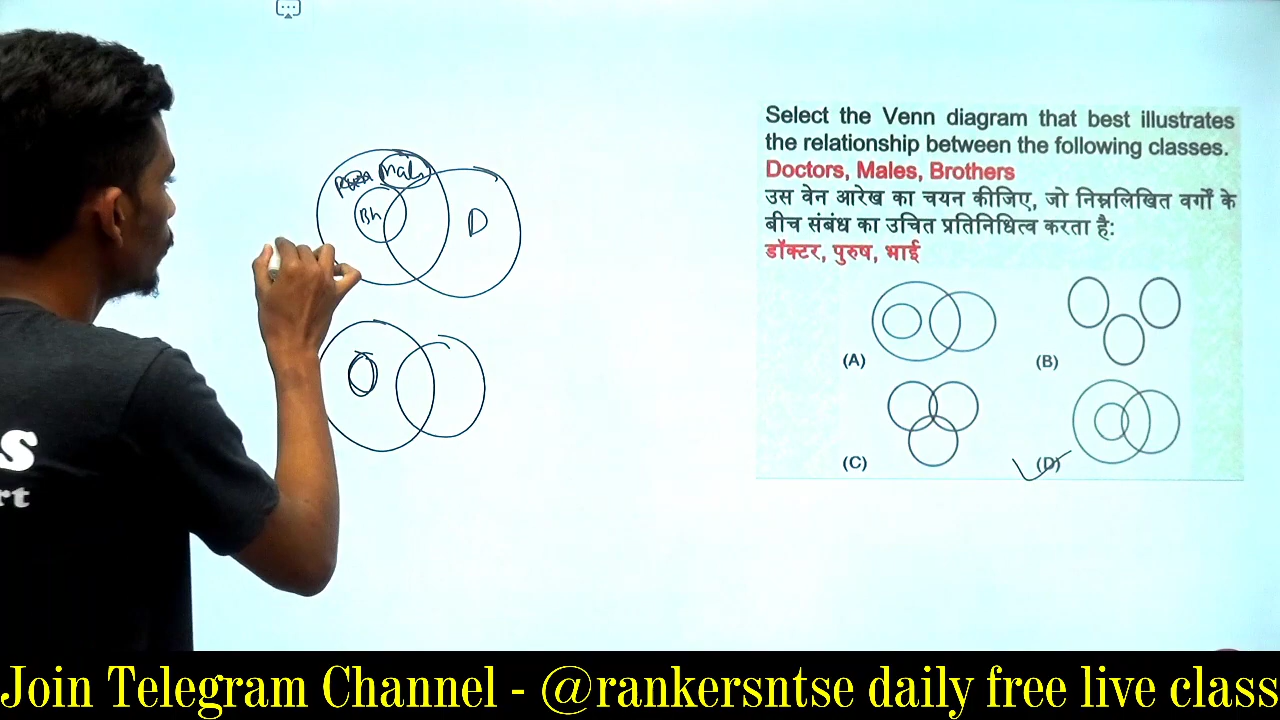 Select the Venn diagram that best illustrates
the relationship between the following classes.
Doctors, Males, Brothers
उस वेन आरेख का चयन कीजिए, जो निम्नलिखित वर्गों के
बीच संबंध का उचित प्रतिनिधित्व करता है:
डॉक्टर, पुरुष, भाई
(A)
(B)
(C)
(D)
D
S
rt
Join Telegram Channel - @rankersntse daily free live class